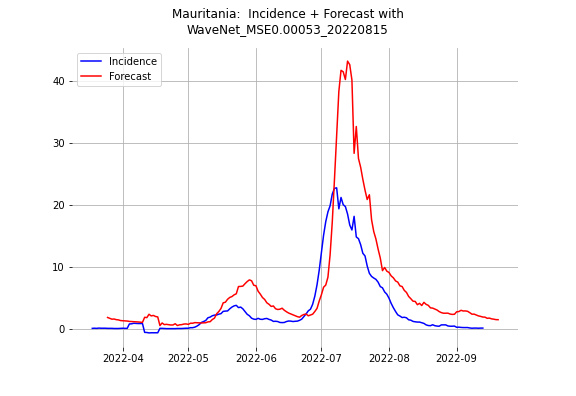 Mauritania:  Incidence + Forecast with
WaveNet_MSE0.00053_20220815
Incidence
Forecast
40
30
20
10
0
2022-04
2022-05
2022-06
2022-07
2022-08
2022-09